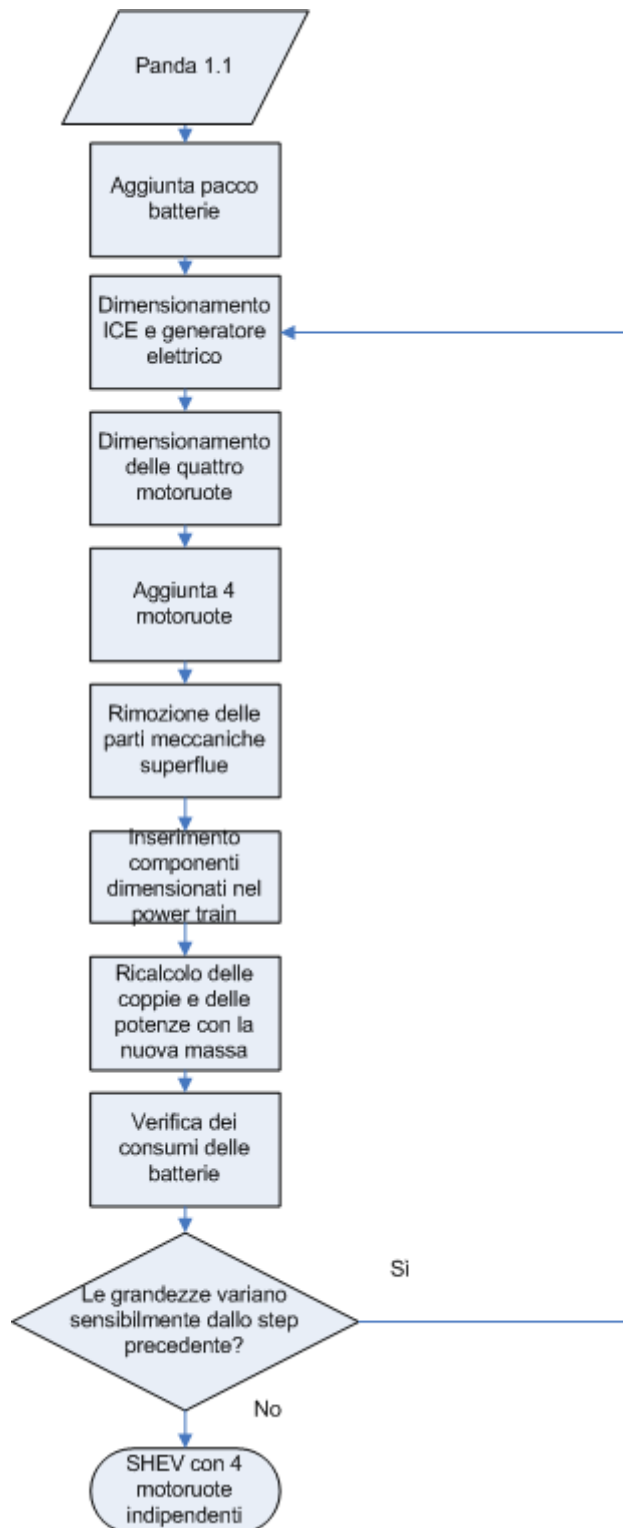 Panda 1.1
Aggiunta pacco
batterie
Dimensionamento
ICE e generatore
elettrico
Dimensionamento
delle quattro
motoruote
Aggiunta 4
motoruote
Rimozione delle
parti meccaniche
superflue
Inserimento
componenti
dimensionati nel
power train
Ricalcolo delle
coppie e delle
potenze con la
nuova massa
Verifica dei
consumi delle
batterie
Le grandezze variano
sensibilmente dallo step
precedente?
Sì
No
SHEV con 4
motoruote
indipendenti